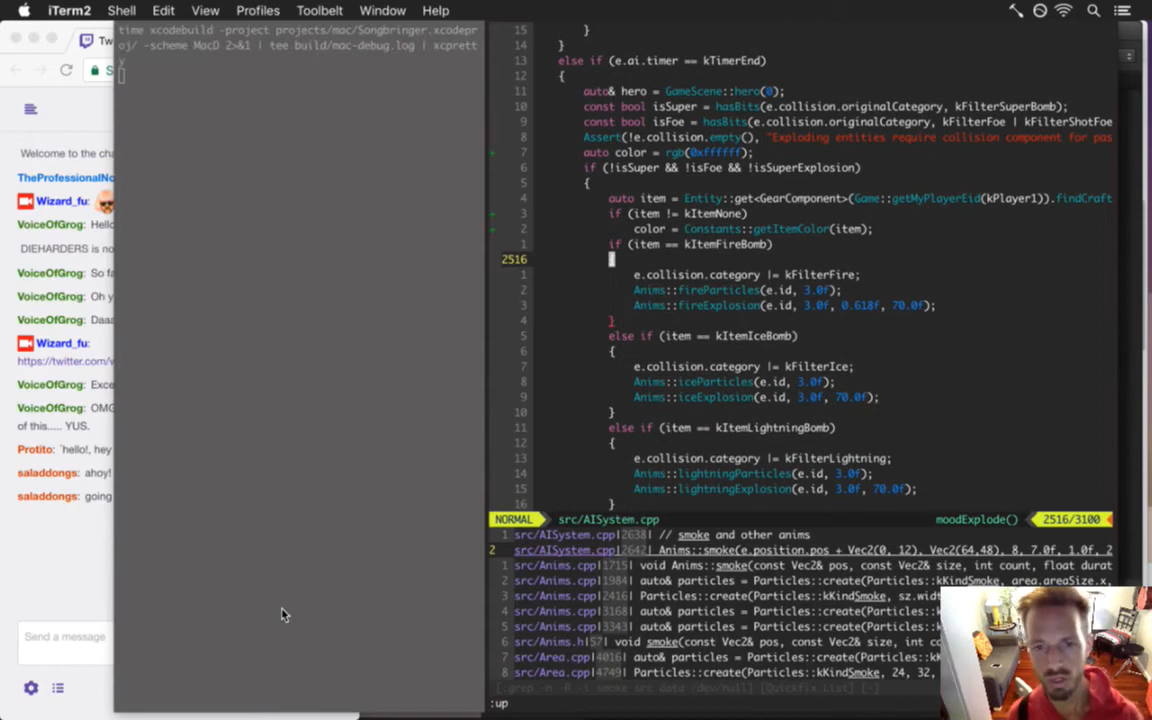 iTerm2 Shell Edit View Profiles Toolbelt Window Help
Tw
S
Welcome to the cha
TheProfessionalNo
Wizard_fu:
VoiceOfGrog: Hello
DIEHARDERS is no
VoiceOfGrog: So fa
VoiceOfGrog: Oh y
VoiceOfGrog: Daaa
Wizard_fu:
https://twitter.com/v
VoiceOfGrog: Exce
VoiceOfGrog: OMG
of this..... YUS.
Protito: ´hello!, hey
saladdongs: ahoy!
saladdongs: going
Send a message
time xcodebuild -project projects/mac/Songbringer.xcodepr
oj/ -scheme MacD 2>&1 | tee build/mac-debug.log | xcprett
y
15 }
14 }
13 else if (e.ai.timer == kTimerEnd)
12 {
11 auto& hero = GameScene::hero(0);
10 const bool isSuper = hasBits(e.collision.originalCategory, kFilterSuperBomb);
9 const bool isFoe = hasBits(e.collision.originalCategory, kFilterFoe | kFilterShotFoe
8 Assert(!e.collision.empty(), "Exploding entities require collision component for pas
7 auto color = rgb(0xffffff);
6 if (!isSuper && !isFoe && !isSuperExplosion)
5 {
4 auto item = Entity::get<GearComponent>(Game::getMyPlayerEid(kPlayer1)).findCraft
3 if (item != kItemNone)
2 color = Constants::getItemColor(item);
1 if (item == kItemFireBomb)
2516 {
1 e.collision.category |= kFilterFire;
2 Anims::fireParticles(e.id, 3.0f);
3 Anims::fireExplosion(e.id, 3.0f, 0.618f, 70.0f);
4 }
5 else if (item == kItemIceBomb)
6 {
7 e.collision.category |= kFilterIce;
8 Anims::iceParticles(e.id, 3.0f);
9 Anims::iceExplosion(e.id, 3.0f, 70.0f);
10 }
11 else if (item == kItemLightningBomb)
12 {
13 e.collision.category |= kFilterLightning;
14 Anims::lightningParticles(e.id, 3.0f);
15 Anims::lightningExplosion(e.id, 3.0f, 70.0f);
16 }
NORMAL src/AISystem.cpp moodExplode() 2516/3100
1 src/AISystem.cpp|2638| // smoke and other anims
2 src/AISystem.cpp|2642| Anims::smoke(e.position.pos + Vec2(0, 12), Vec2(64,48), 8, 7.0f, 1.0f, 2
1 src/Anims.cpp|1715| void Anims::smoke(const Vec2& pos, const Vec2& size, int count, float durat
2 src/Anims.cpp|1984| auto& particles = Particles::create(Particles::kKindSmoke, area.areaSize.x,
3 src/Anims.cpp|2416| auto& particles = Particles::create(Particles::kKindSmoke, sz.widt
4 src/Anims.cpp|3168| auto& particles = Particles::create(Particles::kKindSmoke,
5 src/Anims.cpp|3343| auto& particles = Particles::create(Particles::kKindSmoke,
6 src/Anims.h|57| void smoke(const Vec2& pos, const Vec2& size, int co
7 src/Area.cpp|4016| auto& particles = Particles::create(Particles::kK
8 src/Area.cpp|4749| Particles::create(Particles::kKindSmoke, 24, 32,
[:grep -n -R -i smoke src data /dev/null] [Quickfix List] [-]
:up